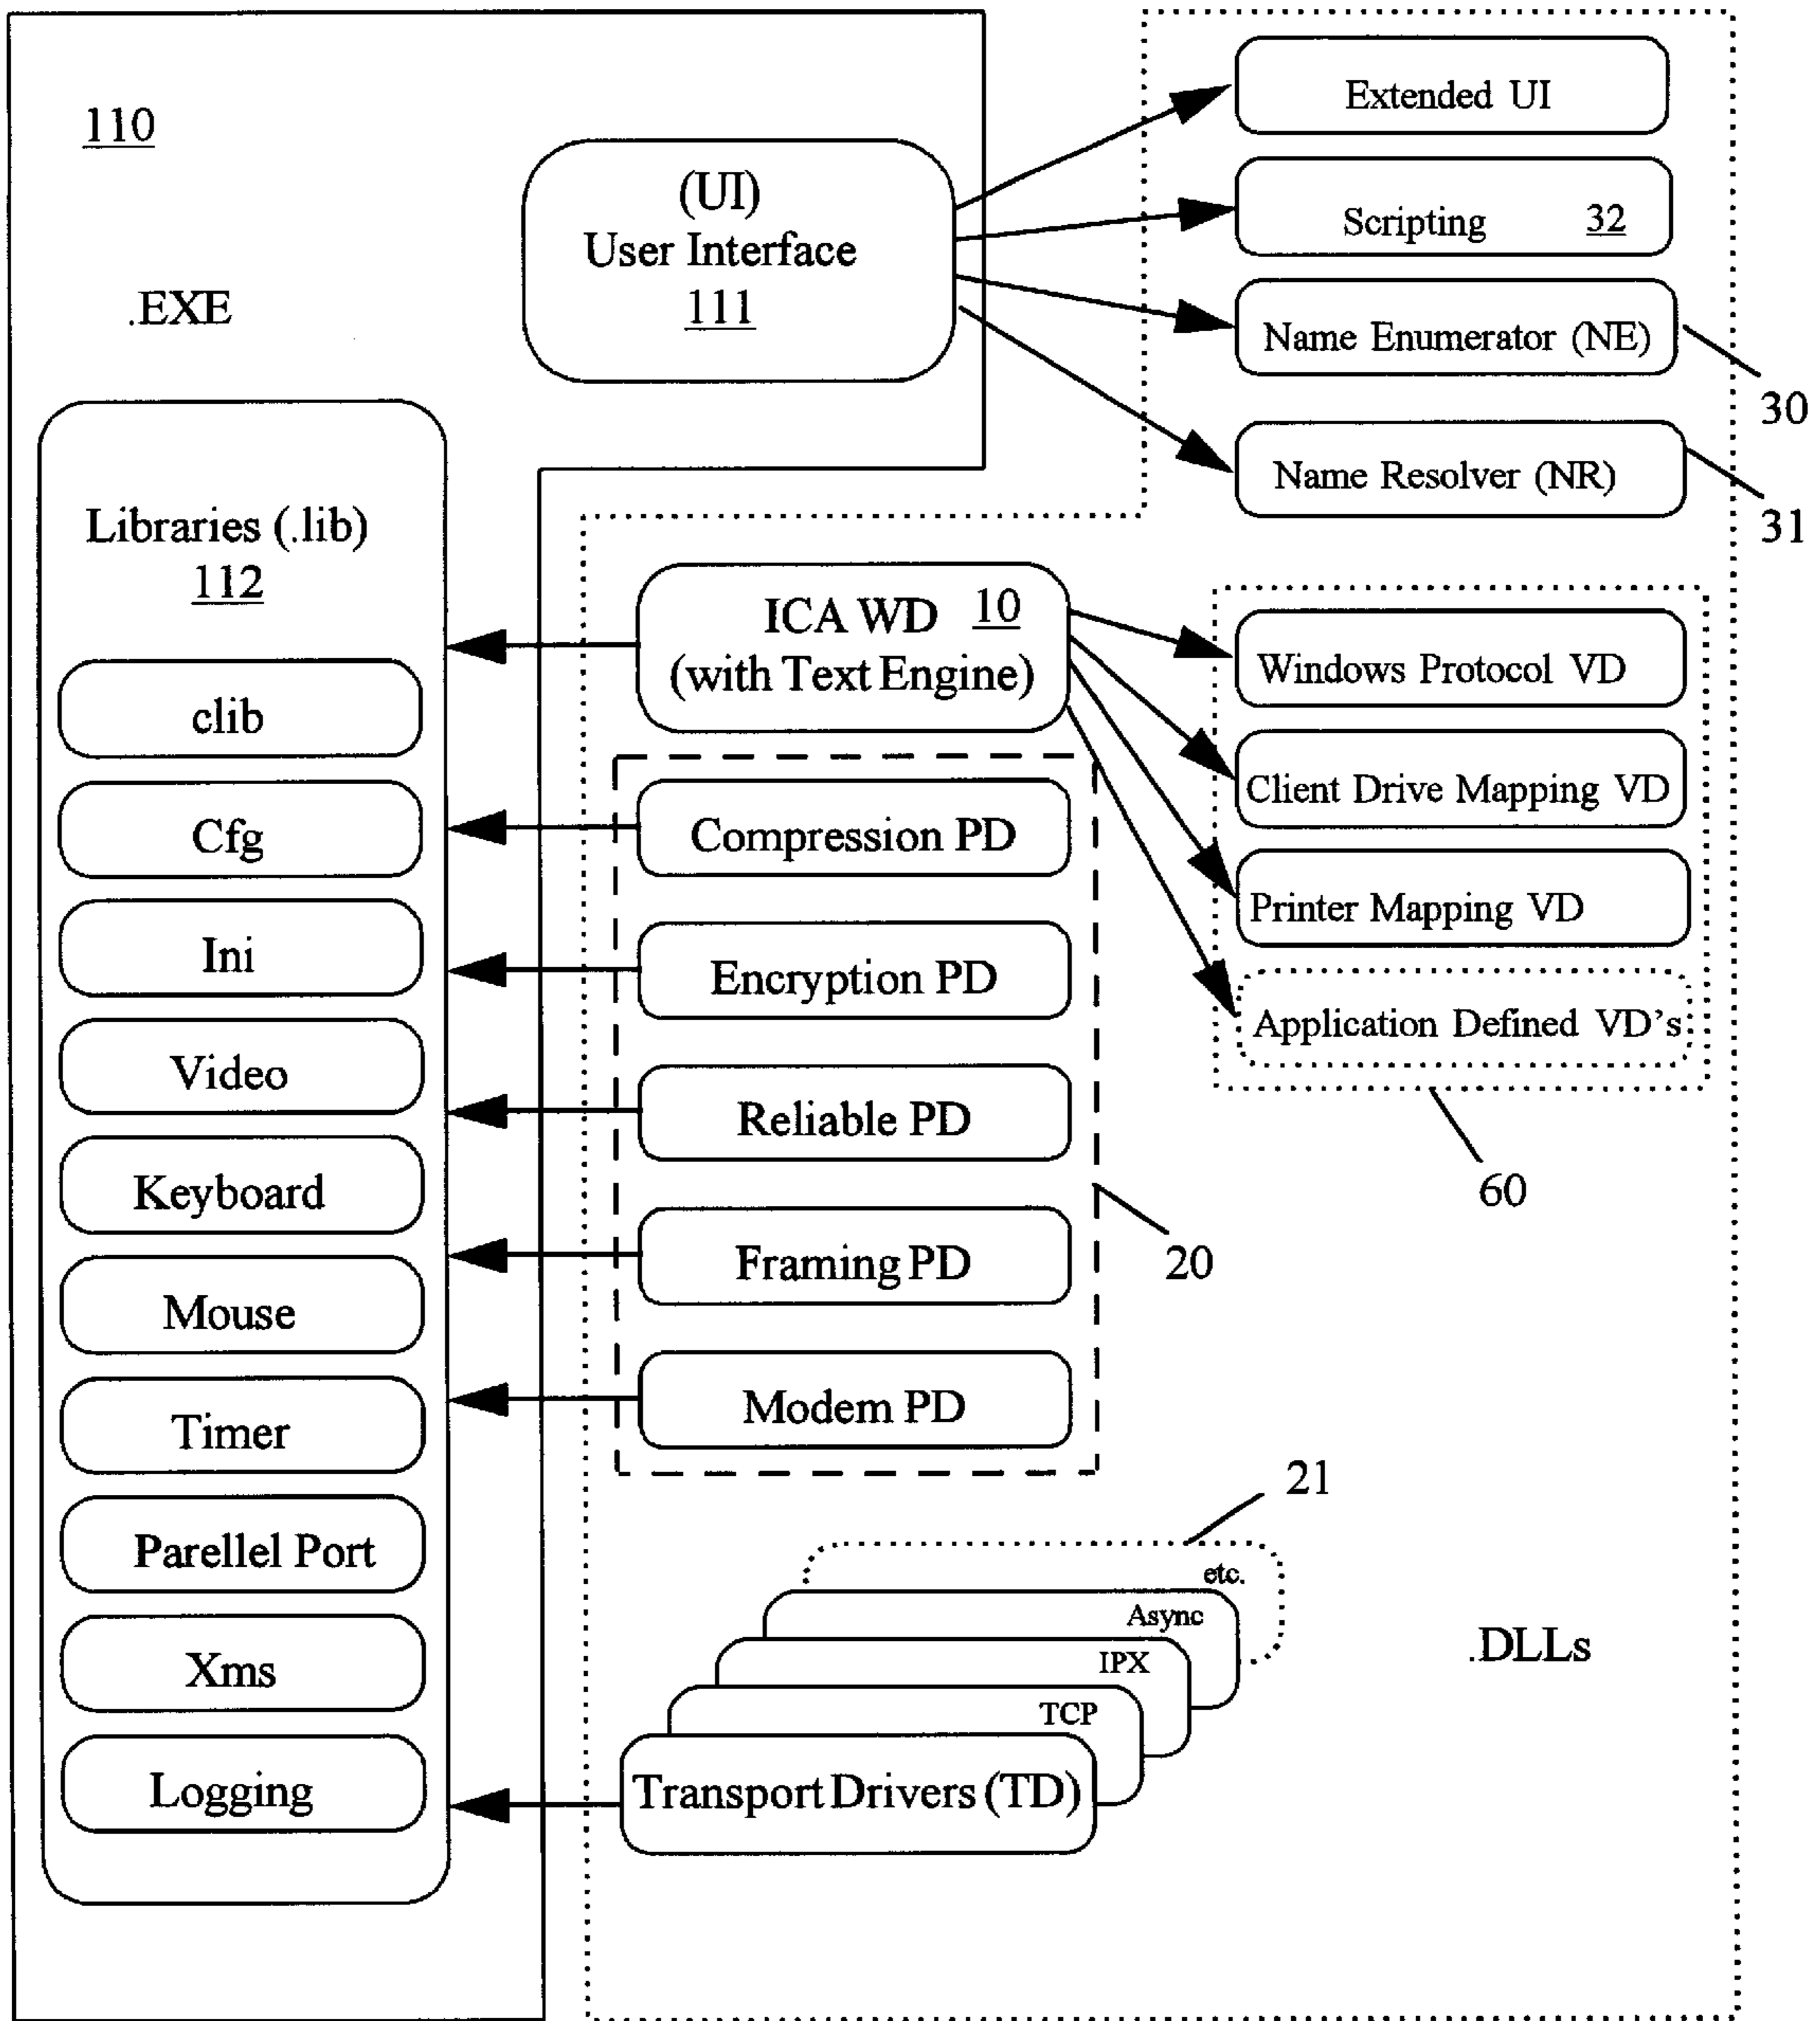 110
.EXE
(UI)
User Interface
111
Extended UI
Scripting 32
Name Enumerator (NE)
30
Name Resolver (NR)
31
Libraries (.lib)
112
clib
Cfg
Ini
Video
Keyboard
Mouse
Timer
Parellel Port
Xms
Logging
ICA WD 10
(with Text Engine)
Compression PD
Encryption PD
Reliable PD
Framing PD
Modem PD
20
Windows Protocol VD
Client Drive Mapping VD
Printer Mapping VD
Application Defined VD's
60
21
etc.
Async
IPX
TCP
Transport Drivers (TD)
.DLLs